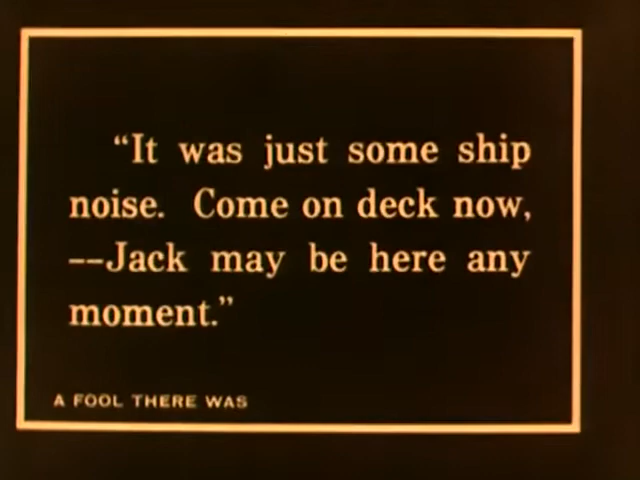 “It was just some ship
noise. Come on deck now,
--Jack may be here any
moment.”
A FOOL THERE WAS